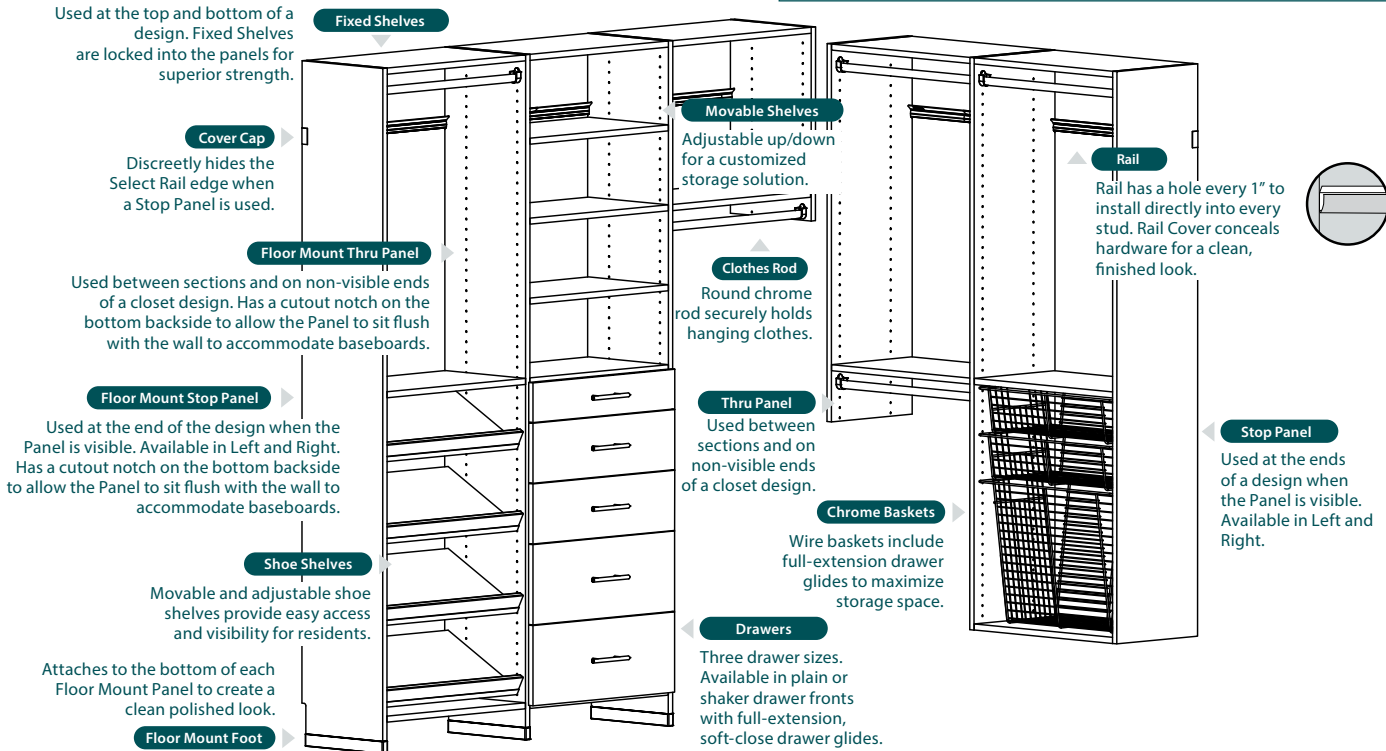 Used at the top and bottom of a
design. Fixed Shelves
are locked into the panels for
superior strength.
Fixed Shelves
Cover Cap
Discreetly hides the
Select Rail edge when
a Stop Panel is used.
Floor Mount Thru Panel
Used between sections and on non-visible ends
of a closet design. Has a cutout notch on the
bottom backside to allow the Panel to sit flush
with the wall to accommodate baseboards.
Floor Mount Stop Panel
Used at the end of the design when the
Panel is visible. Available in Left and Right.
Has a cutout notch on the bottom backside
to allow the Panel to sit flush with the wall to
accommodate baseboards.
Shoe Shelves
Movable and adjustable shoe
shelves provide easy access
and visibility for residents.
Attaches to the bottom of each
Floor Mount Panel to create a
clean polished look.
Floor Mount Foot
Movable Shelves
Adjustable up/down
for a customized
storage solution.
Clothes Rod
Round chrome
rod securely holds
hanging clothes.
Thru Panel
Used between
sections and on
non-visible ends
of a closet design.
Chrome Baskets
Wire baskets include
full-extension drawer
glides to maximize
storage space.
Drawers
Three drawer sizes.
Available in plain or
shaker drawer fronts
with full-extension,
soft-close drawer glides.
Rail
Rail has a hole every 1” to
install directly into every
stud. Rail Cover conceals
hardware for a clean,
finished look.
Stop Panel
Used at the ends
of a design when
the Panel is visible.
Available in Left and
Right.